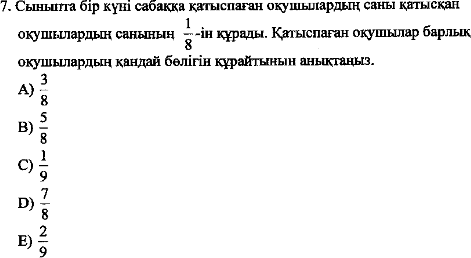 7. Сыныпта бір күні сабаққа қатыспаған оқушылардың саны қатысқан
оқушылардың санының 1/8-ін құрады. Қатыспаған оқушылар барлық
оқушылардың қандай бөлігін құрайтынын анықтаңыз.
A) 3/8
B) 5/8
C) 1/9
D) 7/8
E) 2/9